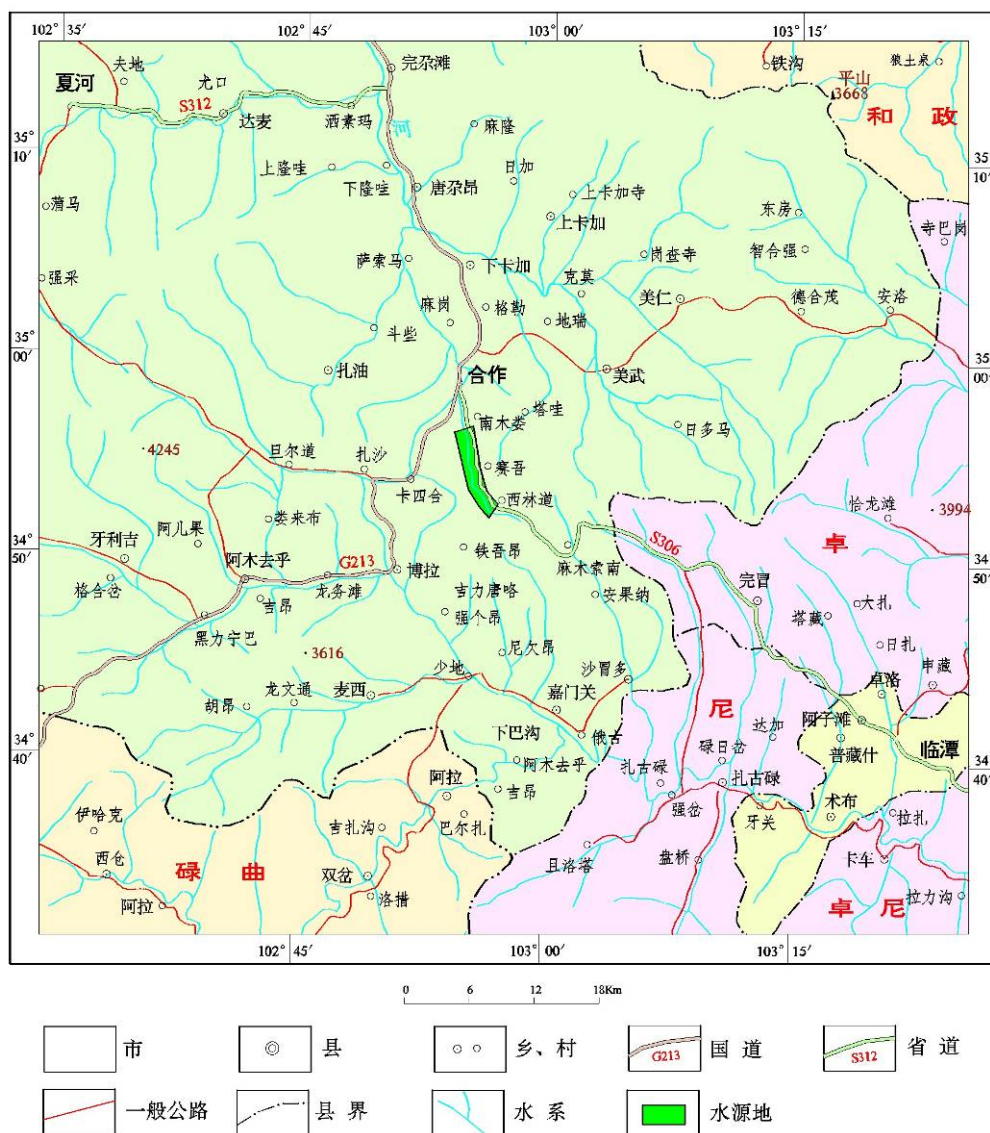 102° 35′
102° 45′
103° 00′
103° 15′
夫地
完尕滩
铁沟
狼土泉
夏河
尤口
平山
3668
S312
达麦
洒索玛
河
麻隆
和 政
35°
10′
上隆哇
下隆哇
日加
唐尕昂
35°
10′
上卡加寺
蒲马
上卡加
东房
寺巴岗
萨索马
下卡加
岗查寺
智合强
强采
克莫
麻岗
格勒
美仁
德合茂
安洛
斗些
地瑞
35°
00′
扎油
合作
美武
35°
00′
南木娄
塔哇
日多马
4245
旦尔道
扎沙
赛吾
卡四合
西林道
恰龙滩
3994
娄来布
阿儿果
卓
34°
50′
牙利吉
阿木去乎
G213
铁吾昂
S306
34°
50′
格合岔
龙务滩
博拉
麻木索南
完冒
吉昂
吉力唐咯
安果纳
大扎
塔藏
黑力宁巴
强个昂
3616
尼欠昂
日扎
少地
沙冒多
申藏
龙文通
麦西
嘉门关
卓洛
胡昂
尼
达加
阿子滩
34°
40′
下巴沟
俄古
碌日岔
普藏什
临潭
34°
40′
阿木去乎
扎古碌
扎古碌
阿拉
吉昂
强岔
伊哈克
吉扎沟
巴尔扎
牙关
术布
拉扎
西仓
碌 曲
双岔
且洛蓉
盘桥
卡车
阿拉
洛措
卓 尼
拉力沟
102° 45′
103° 00′
103° 15′
0 6 12 18Km
市
县
乡、村
G213
国 道
S312
省 道
一般公路
县 界
水 系
水源地